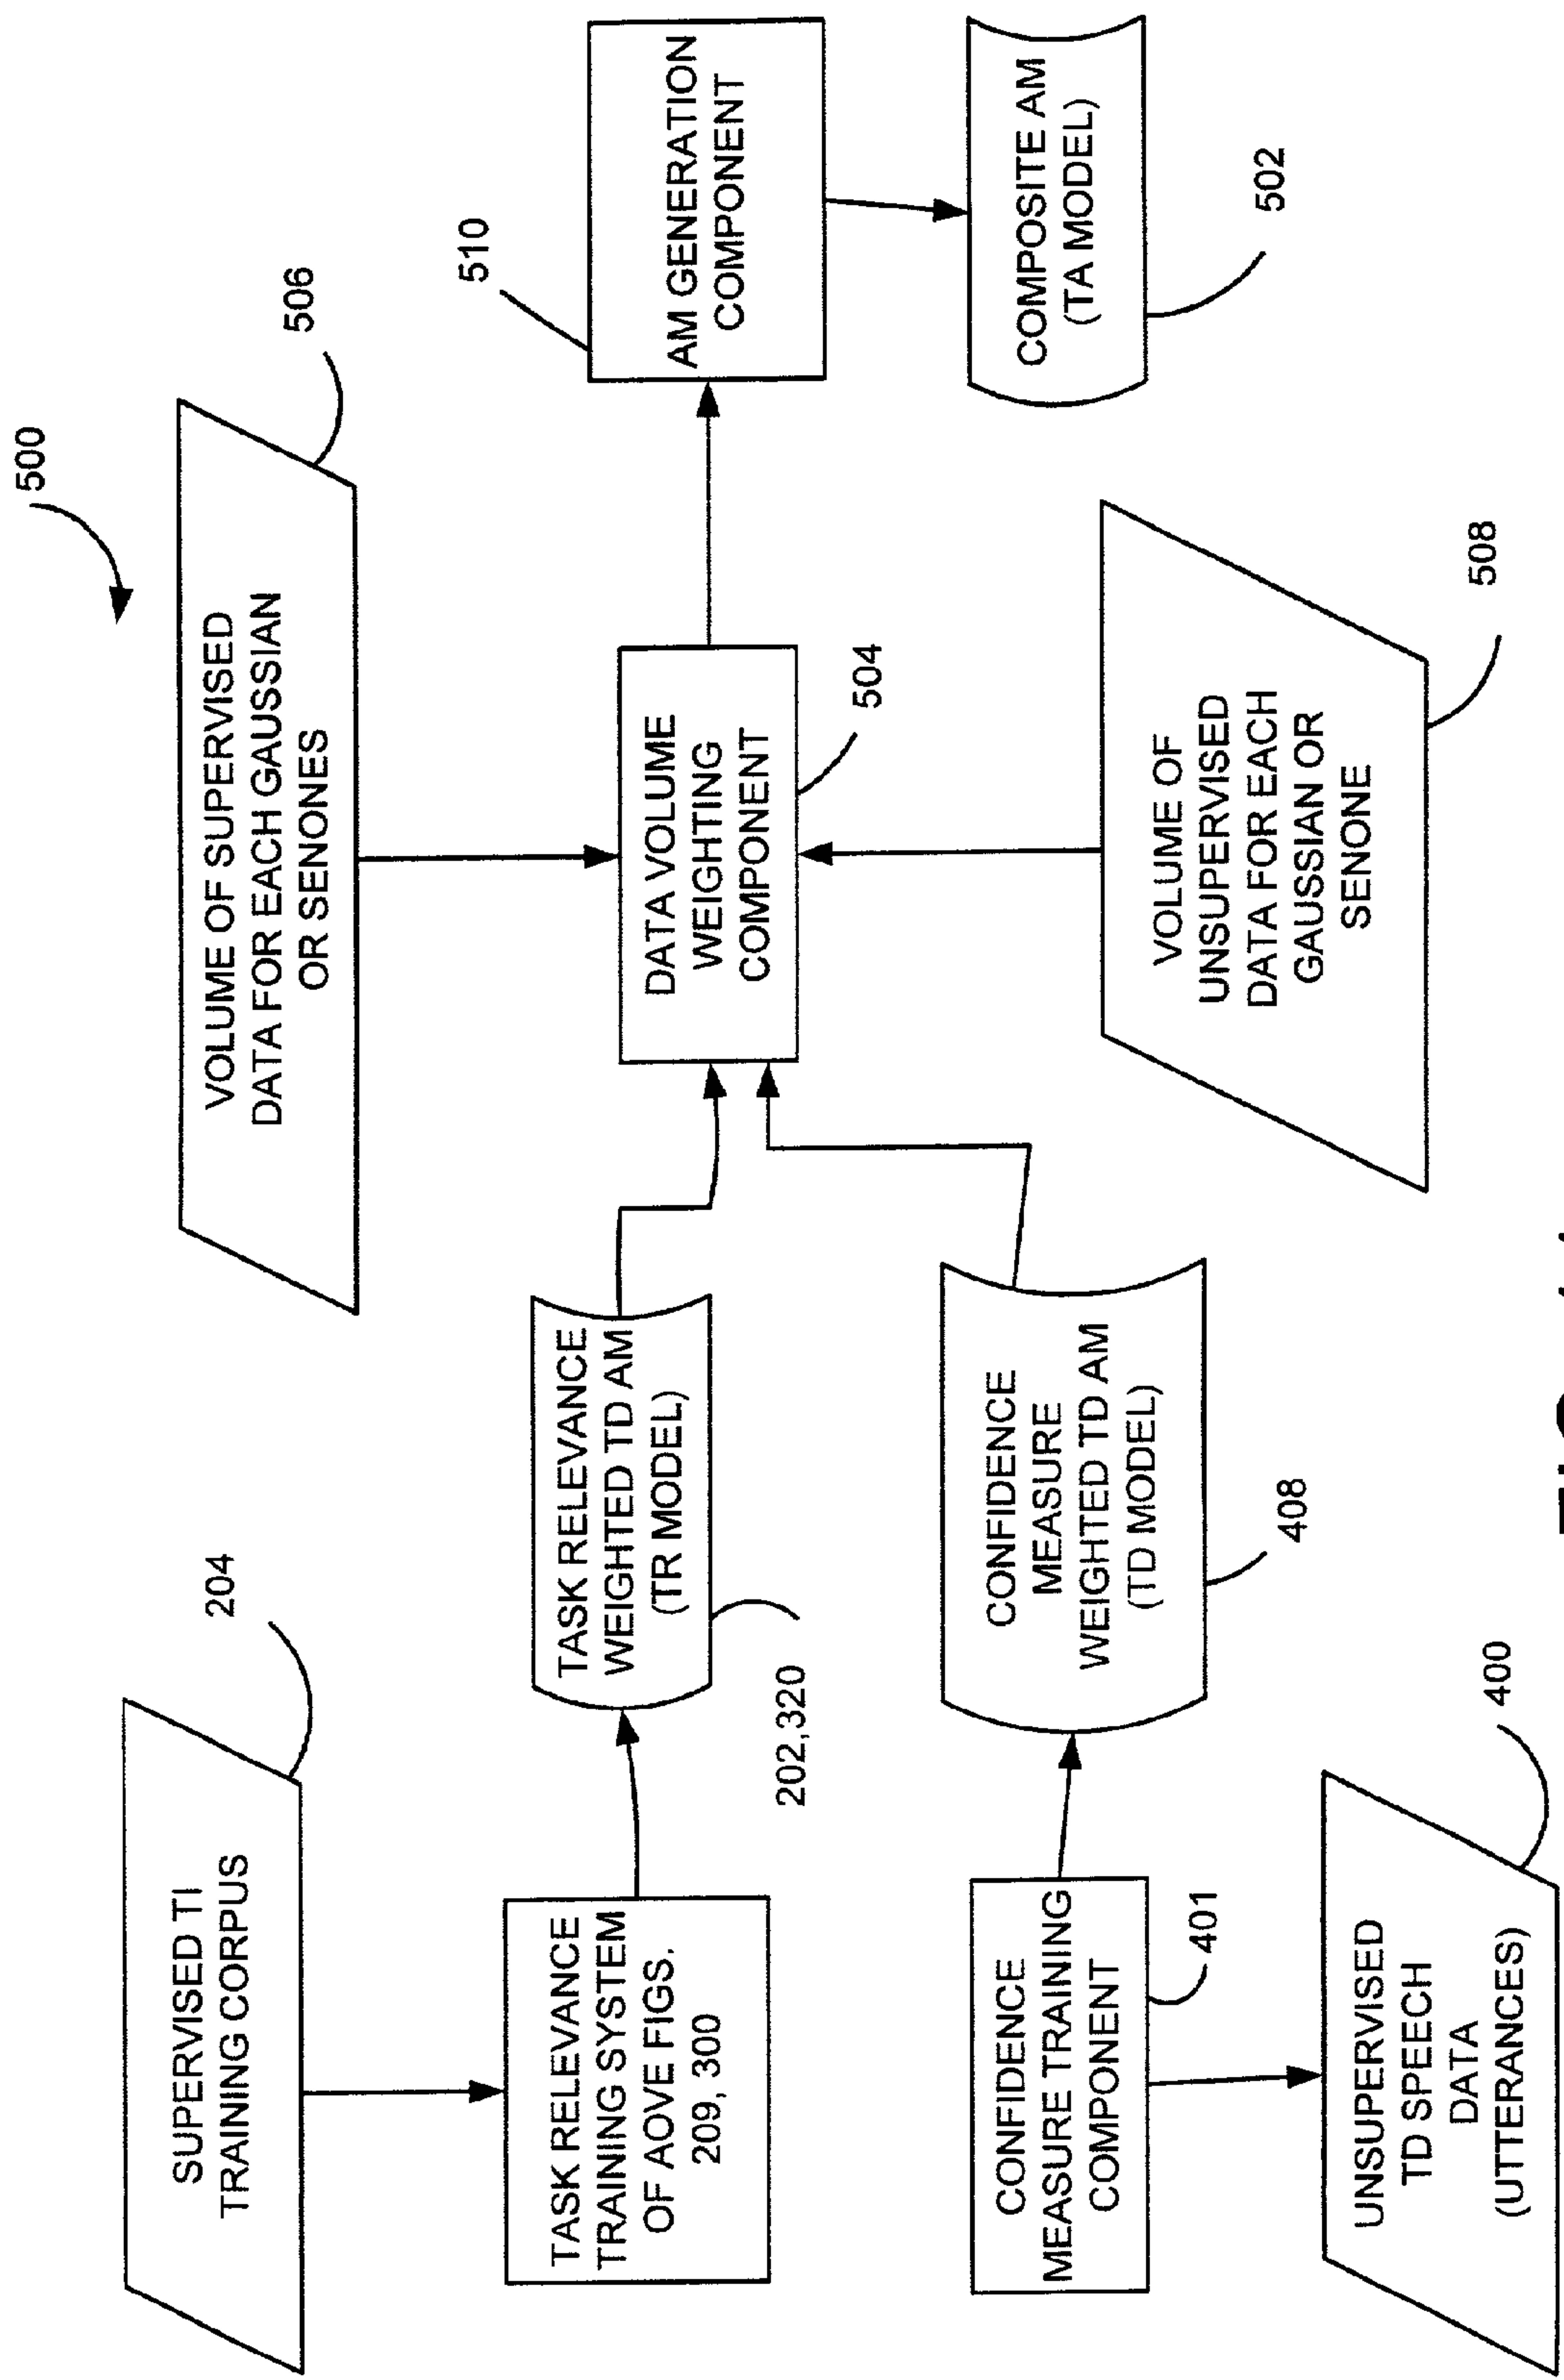 500
VOLUME OF SUPERVISED
DATA FOR EACH GAUSSIAN
OR SENONES
506
SUPERVISED TI
TRAINING CORPUS
204
TASK RELEVANCE
TRAINING SYSTEM
OF AOVE FIGS.
209, 300
TASK RELEVANCE
WEIGHTED TD AM
(TR MODEL)
202,320
DATA VOLUME
WEIGHTING
COMPONENT
504
AM GENERATION
COMPONENT
510
COMPOSITE AM
(TA MODEL)
502
CONFIDENCE
MEASURE TRAINING
COMPONENT
401
CONFIDENCE
MEASURE
WEIGHTED TD AM
(TD MODEL)
408
VOLUME OF
UNSUPERVISED
DATA FOR EACH
GAUSSIAN OR
SENONE
508
UNSUPERVISED
TD SPEECH
DATA
(UTTERANCES)
400